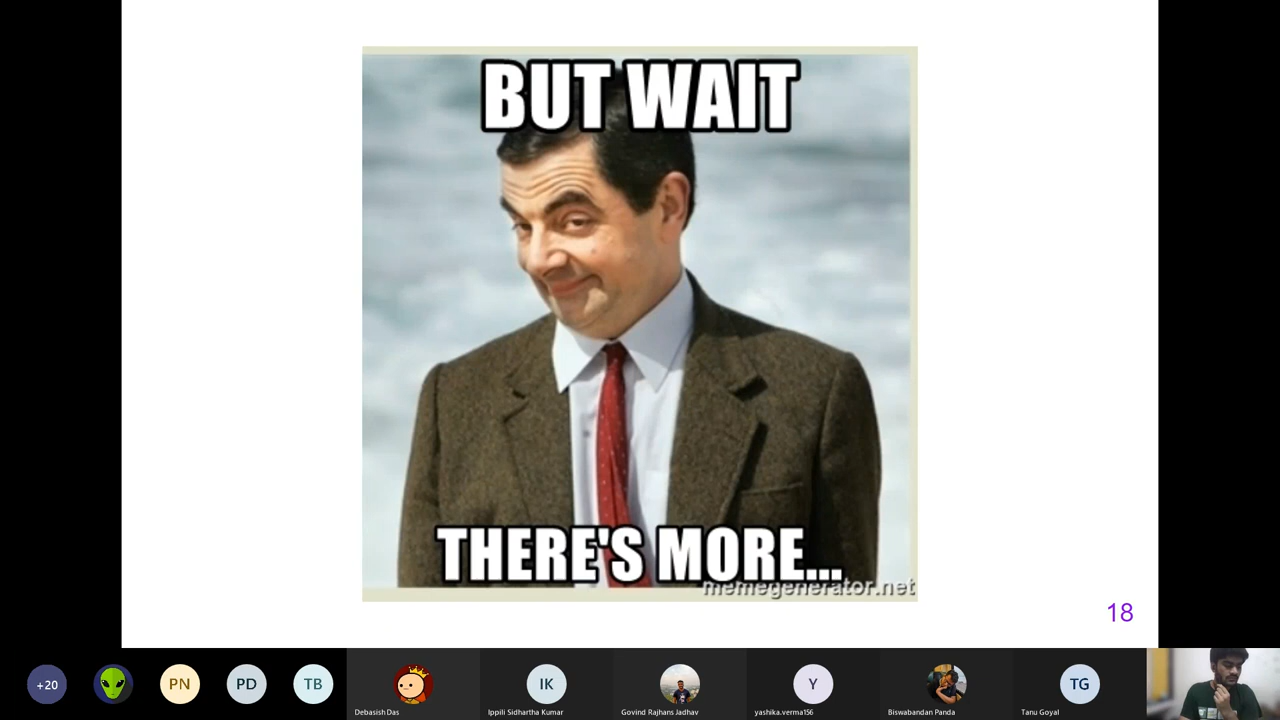 BUT WAIT
THERE'S MORE...
memegenerator.net
18
+20
PN
PD
TB
Debasish Das
IK
Ippili Sidhartha Kumar
Govind Rajhans Jadhav
Y
yashika.verma156
Biswabandan Panda
TG
Tanu Goyal